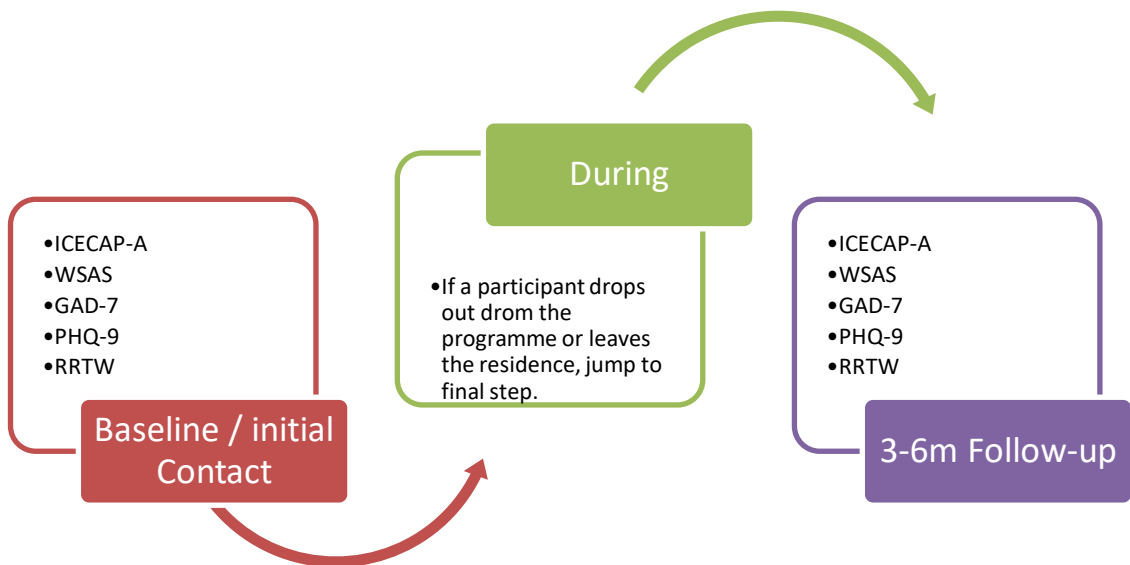 •ICECAP-A
•WSAS
•GAD-7
•PHQ-9
•RRTW
Baseline / initial
Contact
During
•If a participant drops
out drom the
programme or leaves
the residence, jump to
final step.
•ICECAP-A
•WSAS
•GAD-7
•PHQ-9
•RRTW
3-6m Follow-up